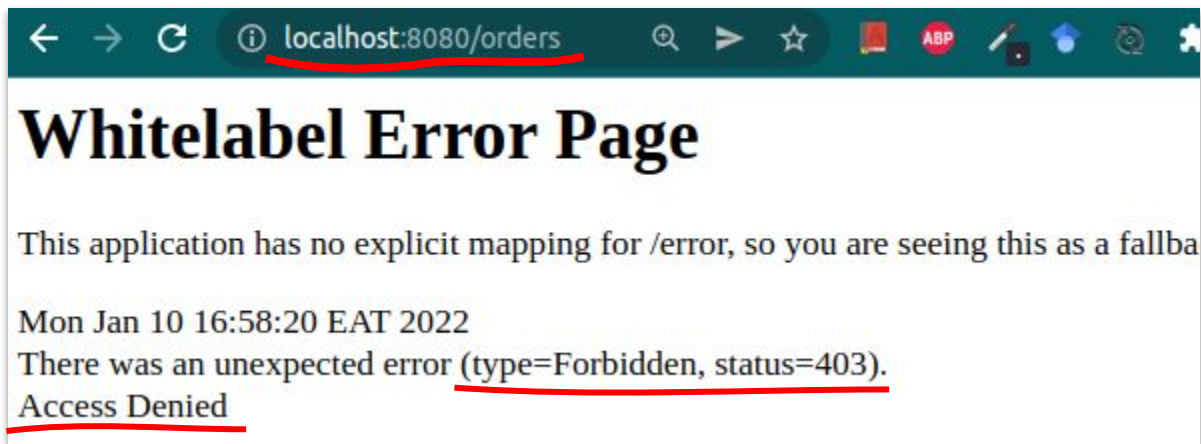 localhost:8080/orders
ABP
Whitelabel Error Page
This application has no explicit mapping for /error, so you are seeing this as a fallba
Mon Jan 10 16:58:20 EAT 2022
There was an unexpected error (type=Forbidden, status=403).
Access Denied